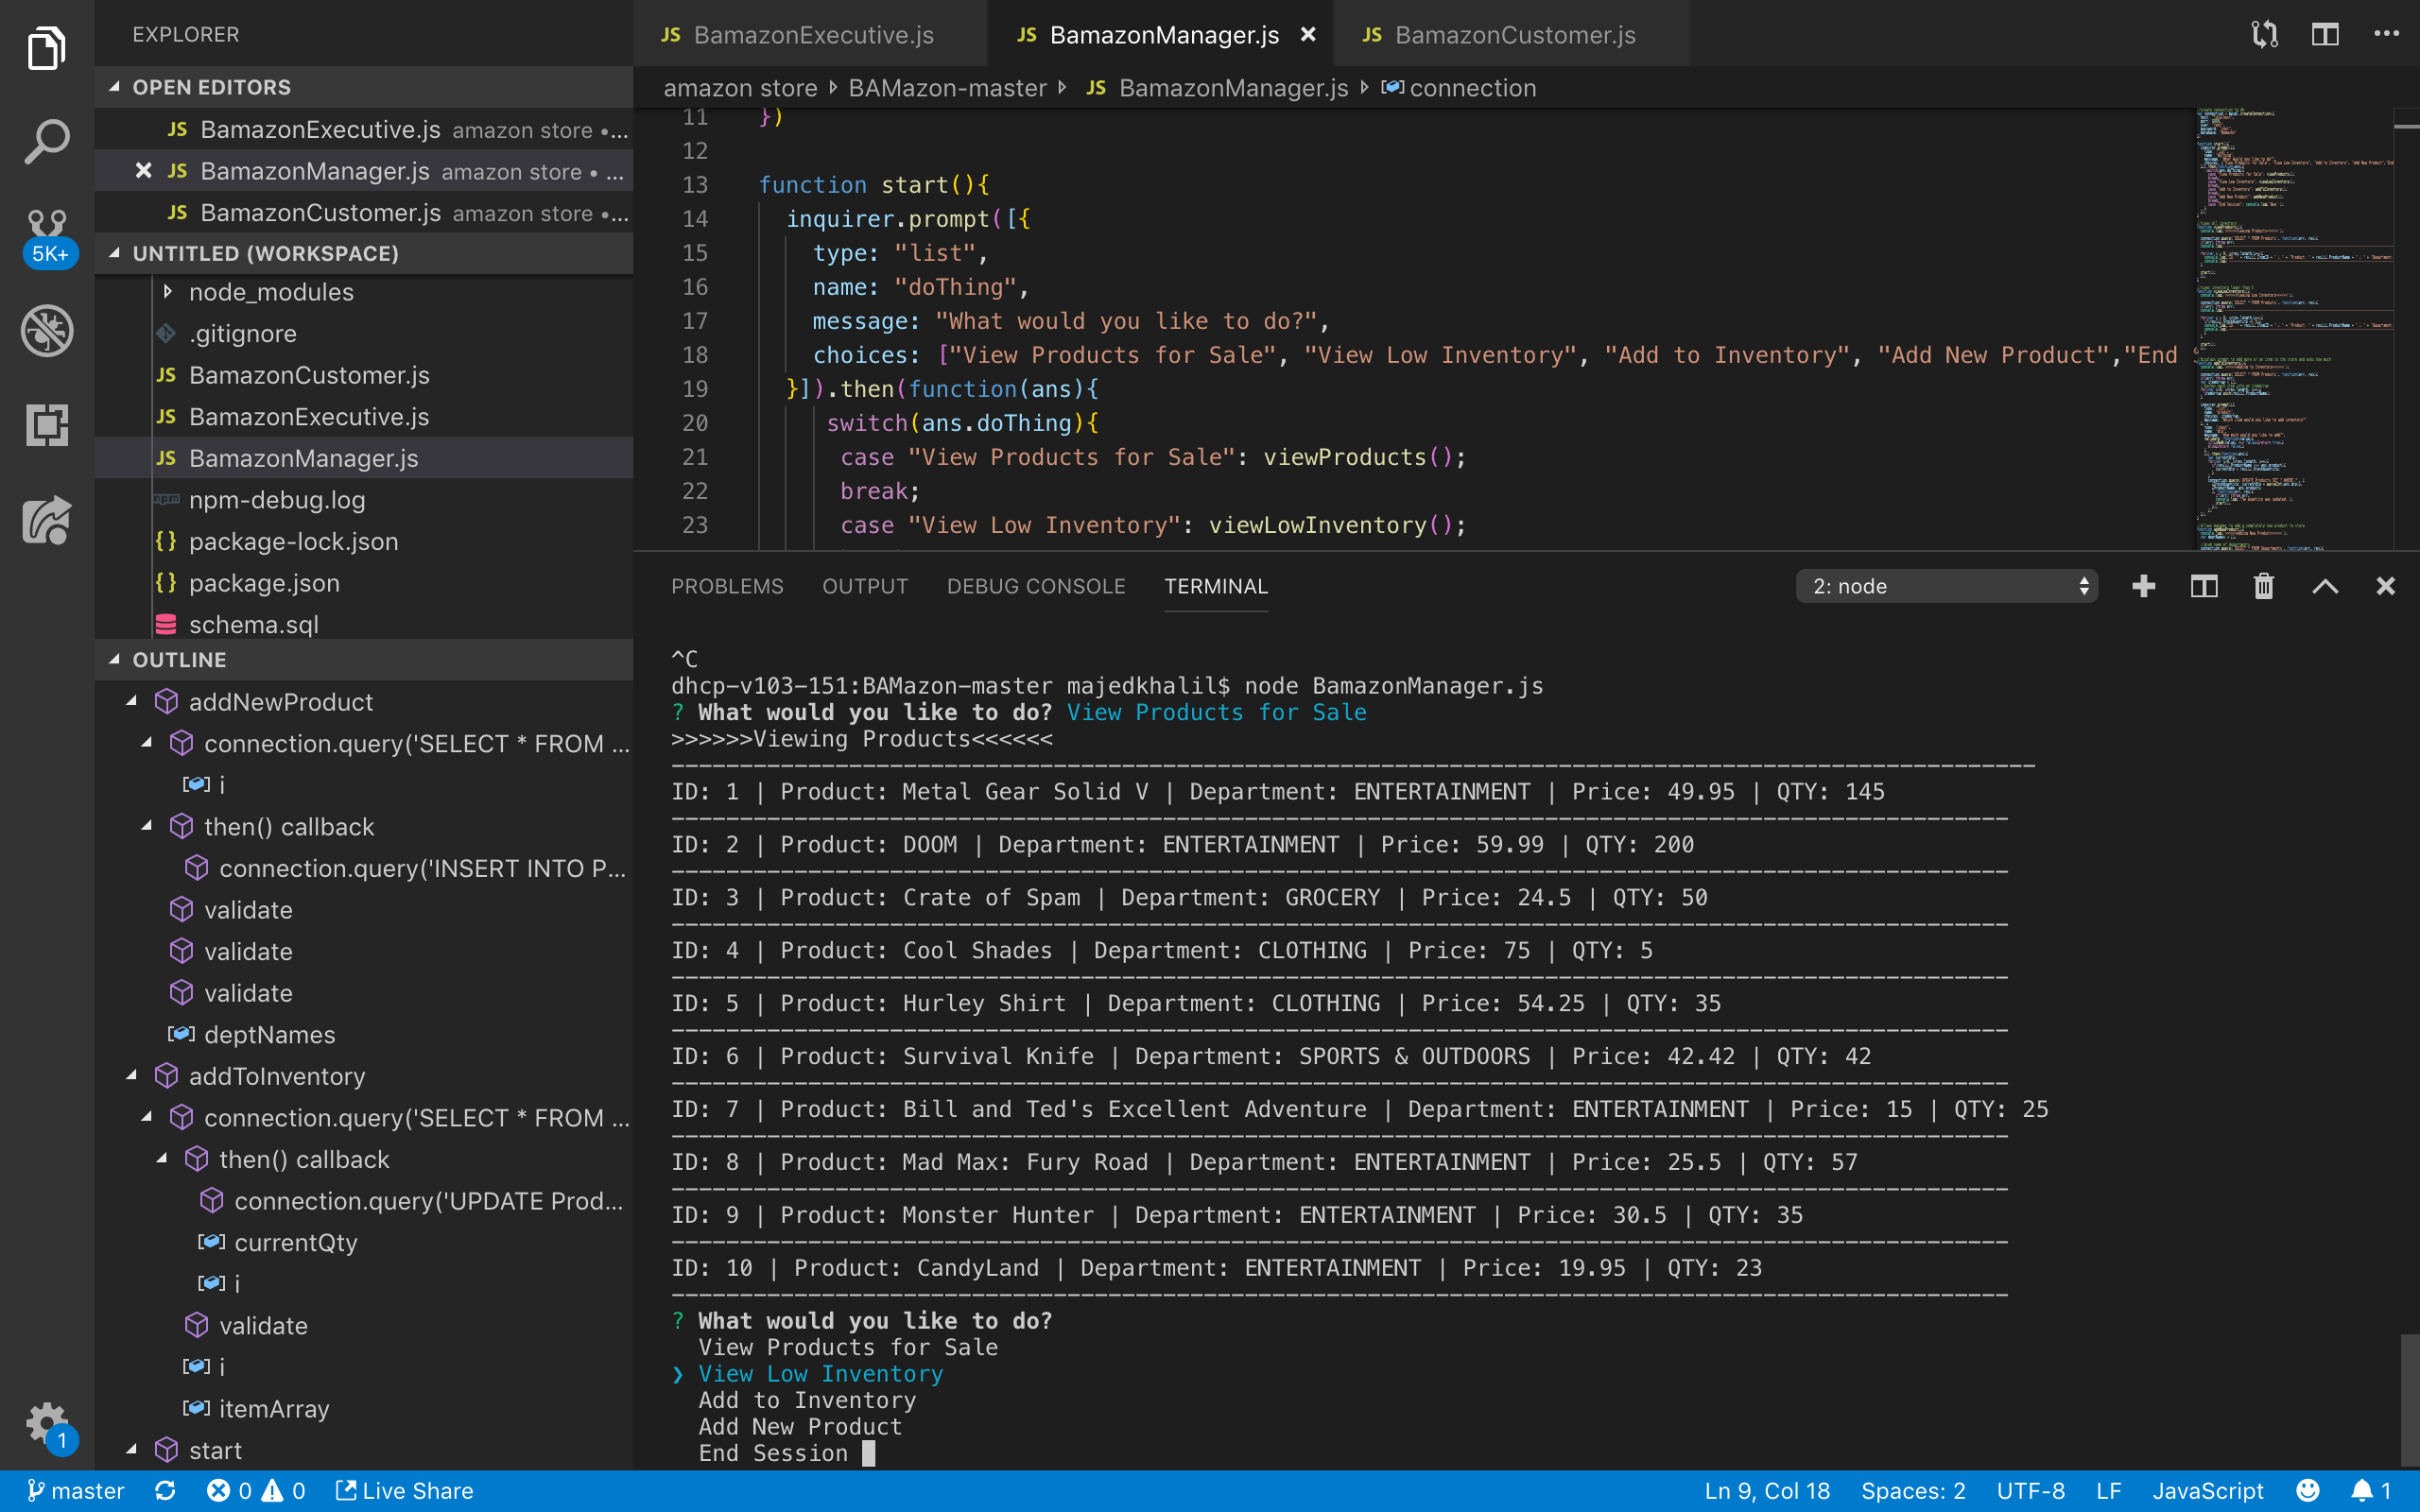 EXPLORER
OPEN EDITORS
JS BamazonExecutive.js amazon store •...
JS BamazonManager.js amazon store • ...
JS BamazonCustomer.js amazon store •...
5K+
UNTITLED (WORKSPACE)
node_modules
.gitignore
JS BamazonCustomer.js
JS BamazonExecutive.js
JS BamazonManager.js
npm-debug.log
{} package-lock.json
{} package.json
schema.sql
OUTLINE
addNewProduct
connection.query('SELECT * FROM ...
i
then() callback
connection.query('INSERT INTO P...
validate
validate
validate
deptNames
addToInventory
connection.query('SELECT * FROM ...
then() callback
connection.query('UPDATE Prod...
currentQty
i
validate
i
itemArray
start
1
JS BamazonExecutive.js
JS BamazonManager.js
JS BamazonCustomer.js
amazon store BAMazon-master JS BamazonManager.js connection
11 })
12
13 function start(){
14 inquirer.prompt([{
15 type: "list",
16 name: "doThing",
17 message: "What would you like to do?",
18 choices: ["View Products for Sale", "View Low Inventory", "Add to Inventory", "Add New Product","End
19 }]).then(function(ans){
20 switch(ans.doThing){
21 case "View Products for Sale": viewProducts();
22 break;
23 case "View Low Inventory": viewLowInventory();
PROBLEMS OUTPUT DEBUG CONSOLE TERMINAL 2: node
^C
dhcp-v103-151:BAMazon-master majedkhalil$ node BamazonManager.js
? What would you like to do? View Products for Sale
>>>>>>Viewing Products<<<<<<
----------------------------------------------------------------------------------------------------
ID: 1 | Product: Metal Gear Solid V | Department: ENTERTAINMENT | Price: 49.95 | QTY: 145
--------------------------------------------------------------------------------------------------
ID: 2 | Product: DOOM | Department: ENTERTAINMENT | Price: 59.99 | QTY: 200
--------------------------------------------------------------------------------------------------
ID: 3 | Product: Crate of Spam | Department: GROCERY | Price: 24.5 | QTY: 50
--------------------------------------------------------------------------------------------------
ID: 4 | Product: Cool Shades | Department: CLOTHING | Price: 75 | QTY: 5
--------------------------------------------------------------------------------------------------
ID: 5 | Product: Hurley Shirt | Department: CLOTHING | Price: 54.25 | QTY: 35
--------------------------------------------------------------------------------------------------
ID: 6 | Product: Survival Knife | Department: SPORTS & OUTDOORS | Price: 42.42 | QTY: 42
--------------------------------------------------------------------------------------------------
ID: 7 | Product: Bill and Ted's Excellent Adventure | Department: ENTERTAINMENT | Price: 15 | QTY: 25
--------------------------------------------------------------------------------------------------
ID: 8 | Product: Mad Max: Fury Road | Department: ENTERTAINMENT | Price: 25.5 | QTY: 57
--------------------------------------------------------------------------------------------------
ID: 9 | Product: Monster Hunter | Department: ENTERTAINMENT | Price: 30.5 | QTY: 35
--------------------------------------------------------------------------------------------------
ID: 10 | Product: CandyLand | Department: ENTERTAINMENT | Price: 19.95 | QTY: 23
--------------------------------------------------------------------------------------------------
? What would you like to do?
View Products for Sale
❯ View Low Inventory
Add to Inventory
Add New Product
End Session
master 0 0 Live Share Ln 9, Col 18 Spaces: 2 UTF-8 LF JavaScript 1